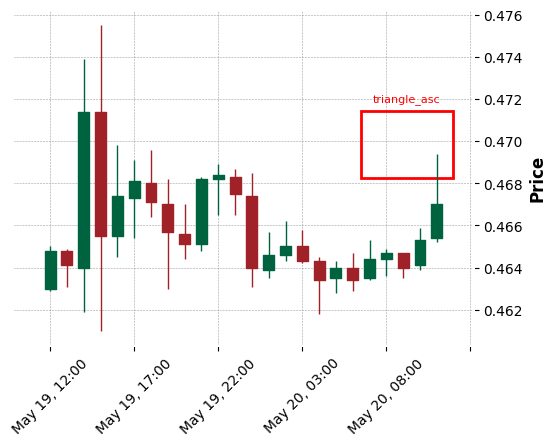 0.476
0.474
triangle_asc
0.472
0.470
0.468
0.466
0.464
0.462
Price
May 19, 12:00
May 19, 17:00
May 19, 22:00
May 20, 03:00
May 20, 08:00